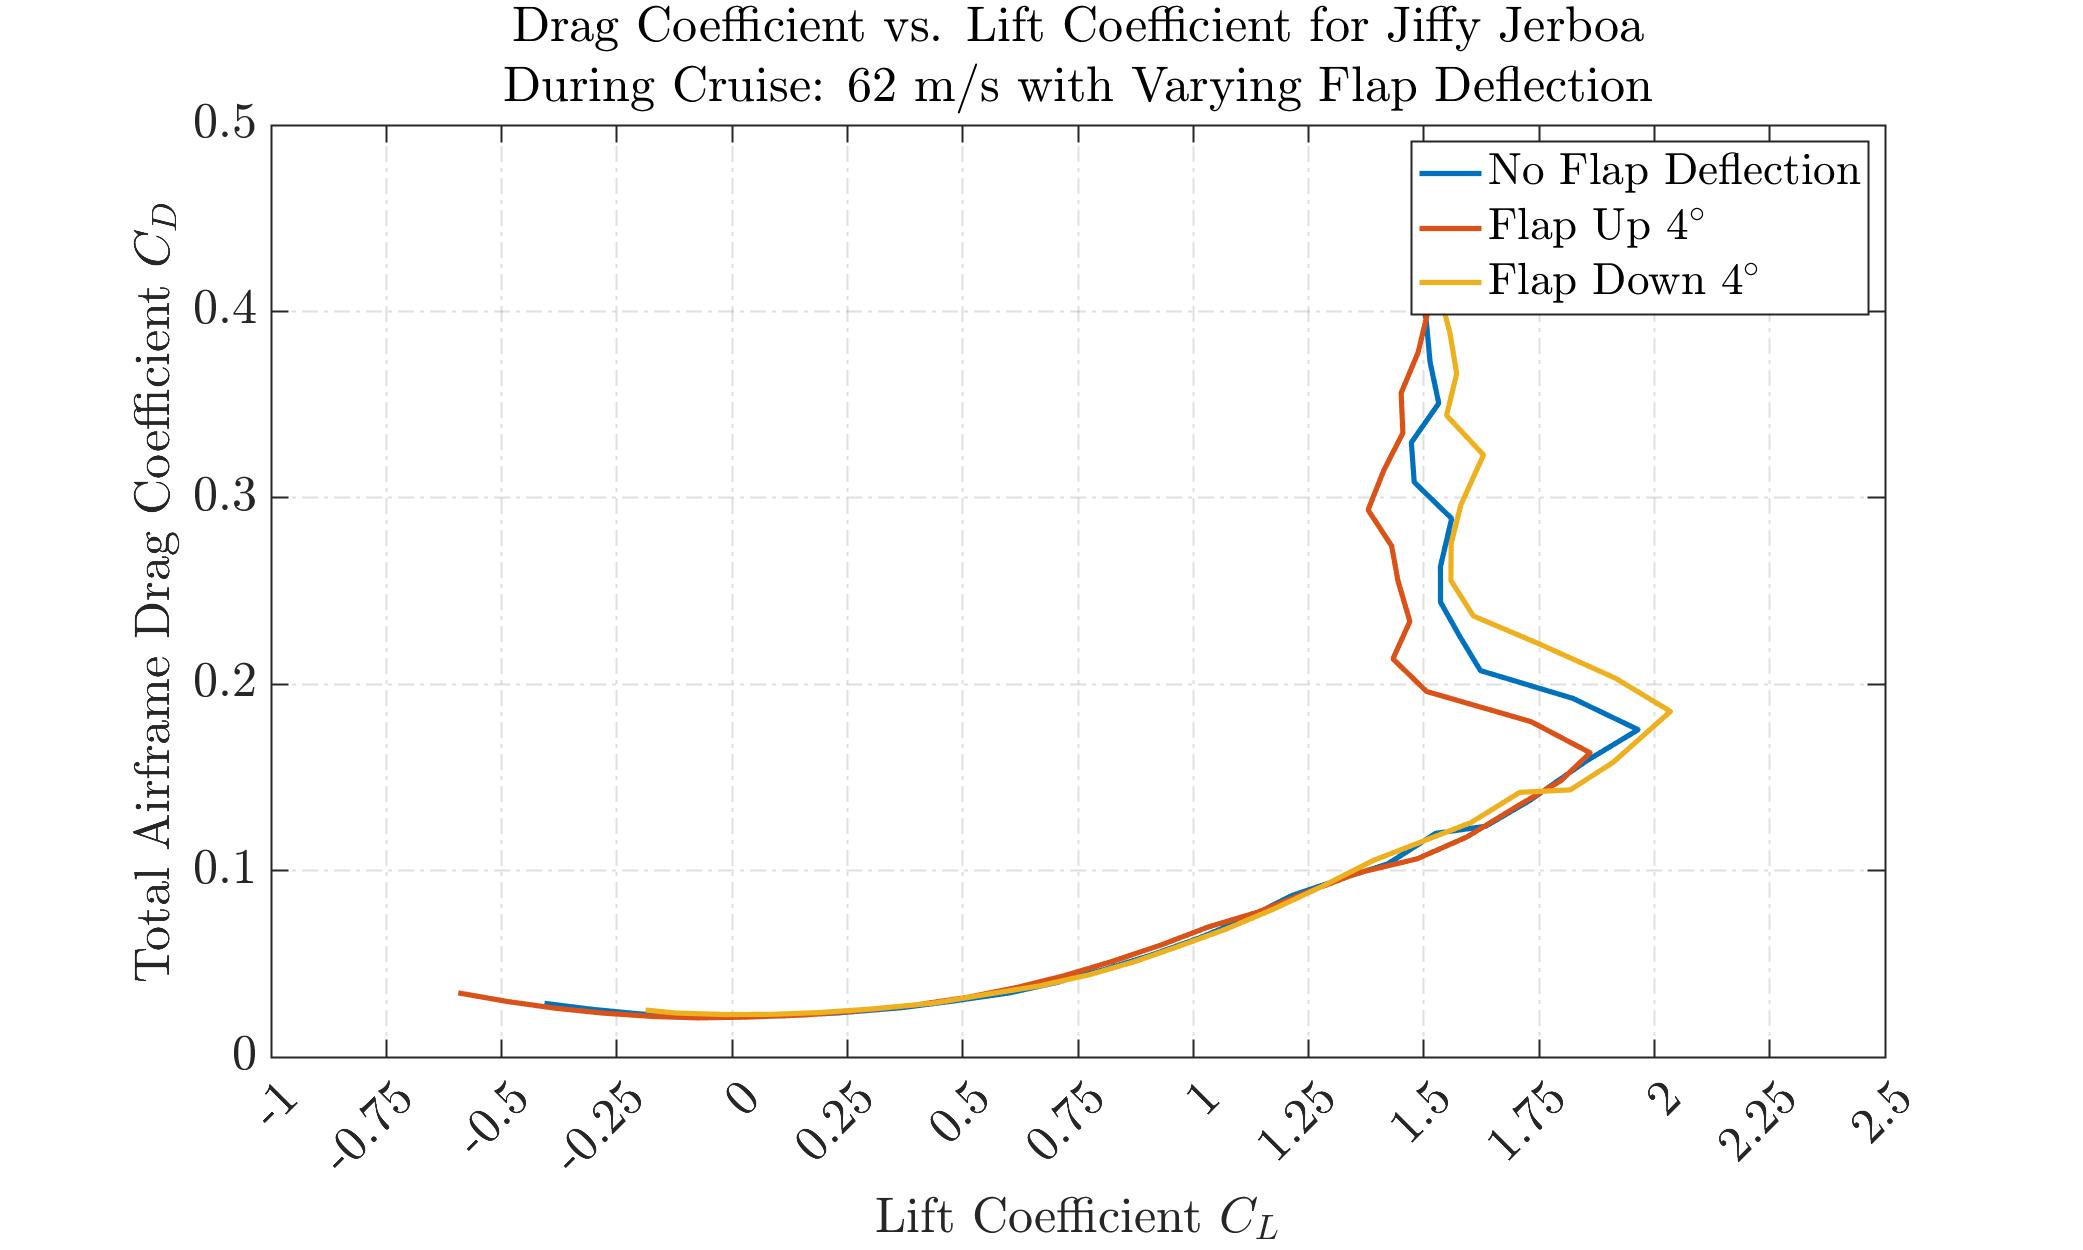 Drag Coefficient vs. Lift Coefficient for Jiffy Jerboa
During Cruise: 62 m/s with Varying Flap Deflection
Total Airframe Drag Coefficient C_D
0.5
0.4
0.3
0.2
0.1
0
No Flap Deflection
Flap Up 4°
Flap Down 4°
-1 -0.75 -0.5 -0.25 0 0.25 0.5 0.75 1 1.25 1.5 1.75 2 2.25 2.5
Lift Coefficient C_L